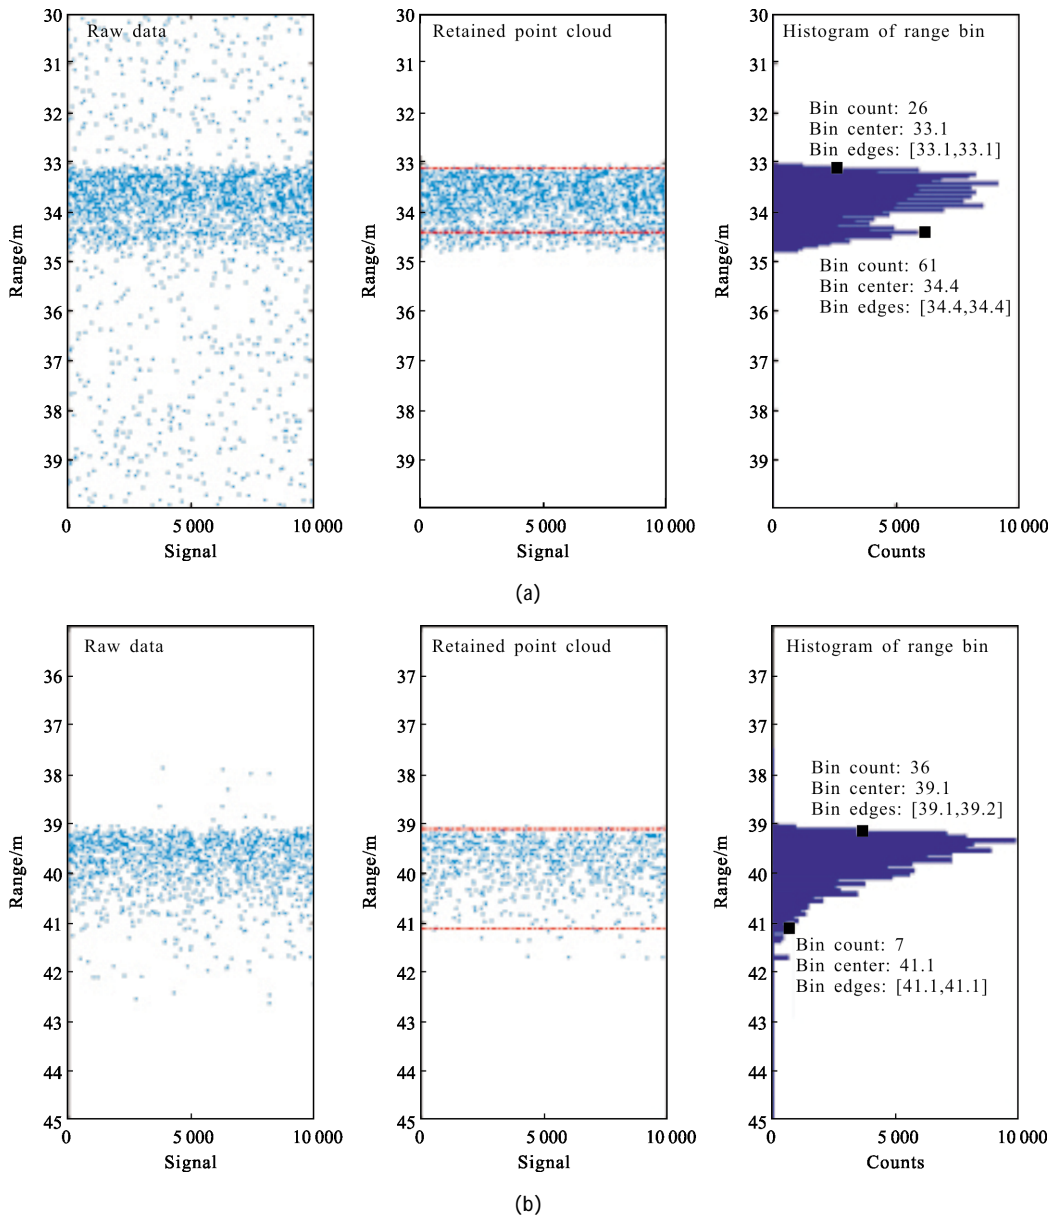 30
31
32
33
34
35
36
37
38
39
Range/m
Raw data
0
5 000
10 000
Signal
30
31
32
33
34
35
36
37
38
39
Range/m
Retained point cloud
0
5 000
10 000
Signal
30
31
32
33
34
35
36
37
38
39
Range/m
Histogram of range bin
Bin count: 26
Bin center: 33.1
Bin edges: [33.1,33.1]
Bin count: 61
Bin center: 34.4
Bin edges: [34.4,34.4]
0
5 000
10 000
Counts
(a)
36
37
38
39
40
41
42
43
44
45
Range/m
Raw data
0
5 000
10 000
Signal
37
37
38
39
40
41
42
43
44
45
Range/m
Retained point cloud
0
5 000
10 000
Signal
37
37
38
39
40
41
42
43
44
45
Range/m
Histogram of range bin
Bin count: 36
Bin center: 39.1
Bin edges: [39.1,39.2]
Bin count: 7
Bin center: 41.1
Bin edges: [41.1,41.1]
0
5 000
10 000
Counts
(b)